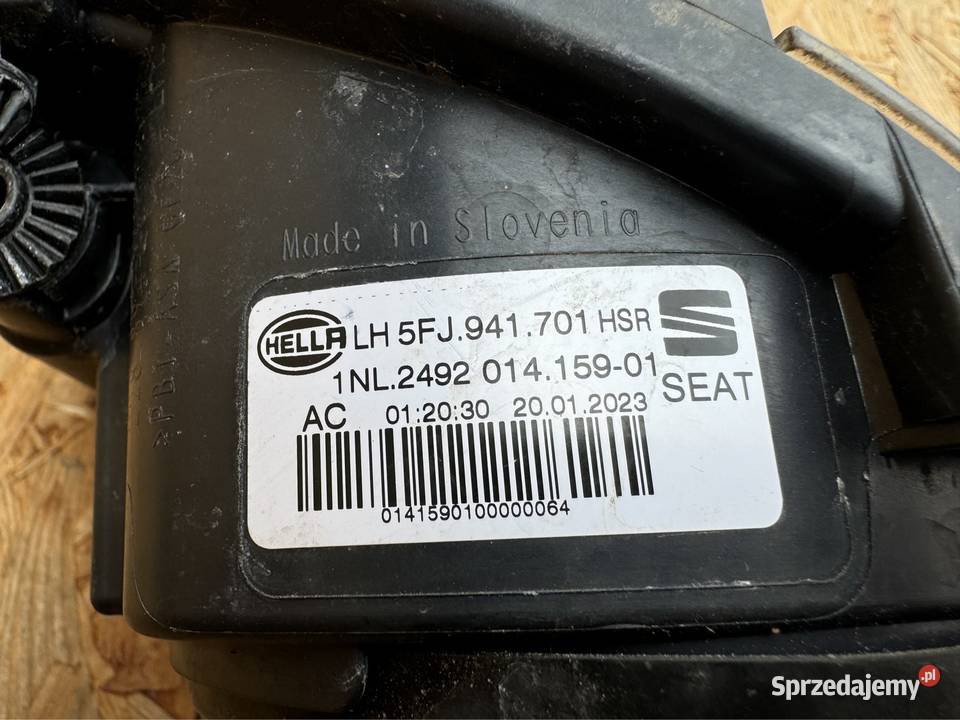 Made in Slovenia
HELLA LH 5FJ.941.701 HSR
1NL.2492 014.159-01
SEAT
AC 01:20:30 20.01.2023
0141590100000064
Sprzedajemy.pl